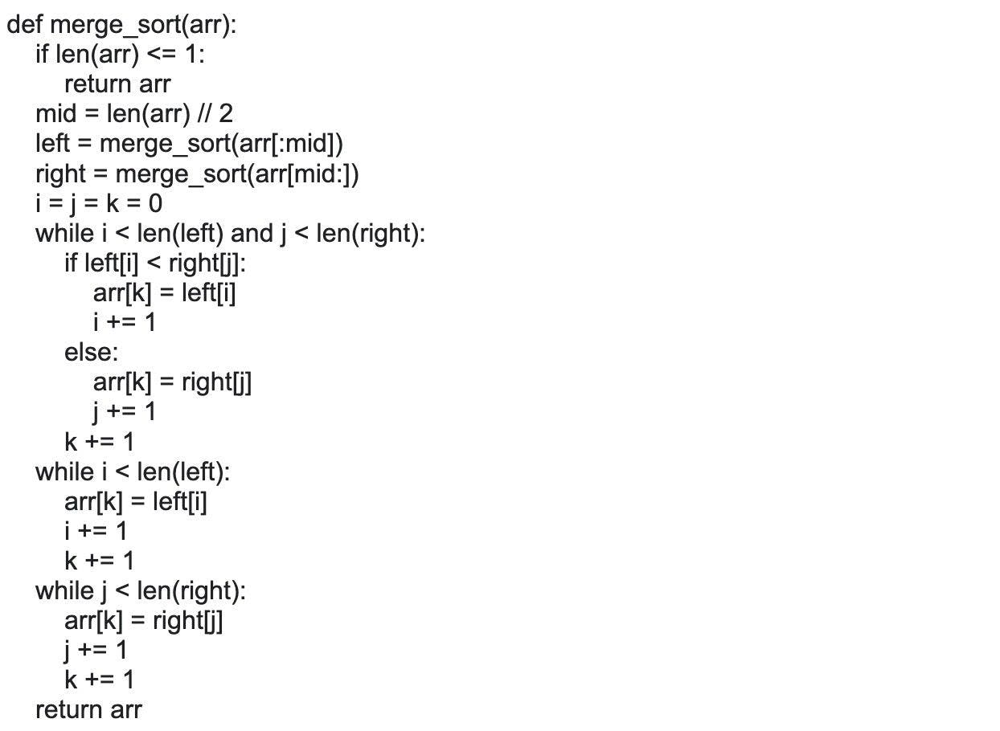 def merge_sort(arr):
    if len(arr) <= 1:
        return arr
    mid = len(arr) // 2
    left = merge_sort(arr[:mid])
    right = merge_sort(arr[mid:])
    i = j = k = 0
    while i < len(left) and j < len(right):
        if left[i] < right[j]:
            arr[k] = left[i]
            i += 1
        else:
            arr[k] = right[j]
            j += 1
        k += 1
    while i < len(left):
        arr[k] = left[i]
        i += 1
        k += 1
    while j < len(right):
        arr[k] = right[j]
        j += 1
        k += 1
    return arr